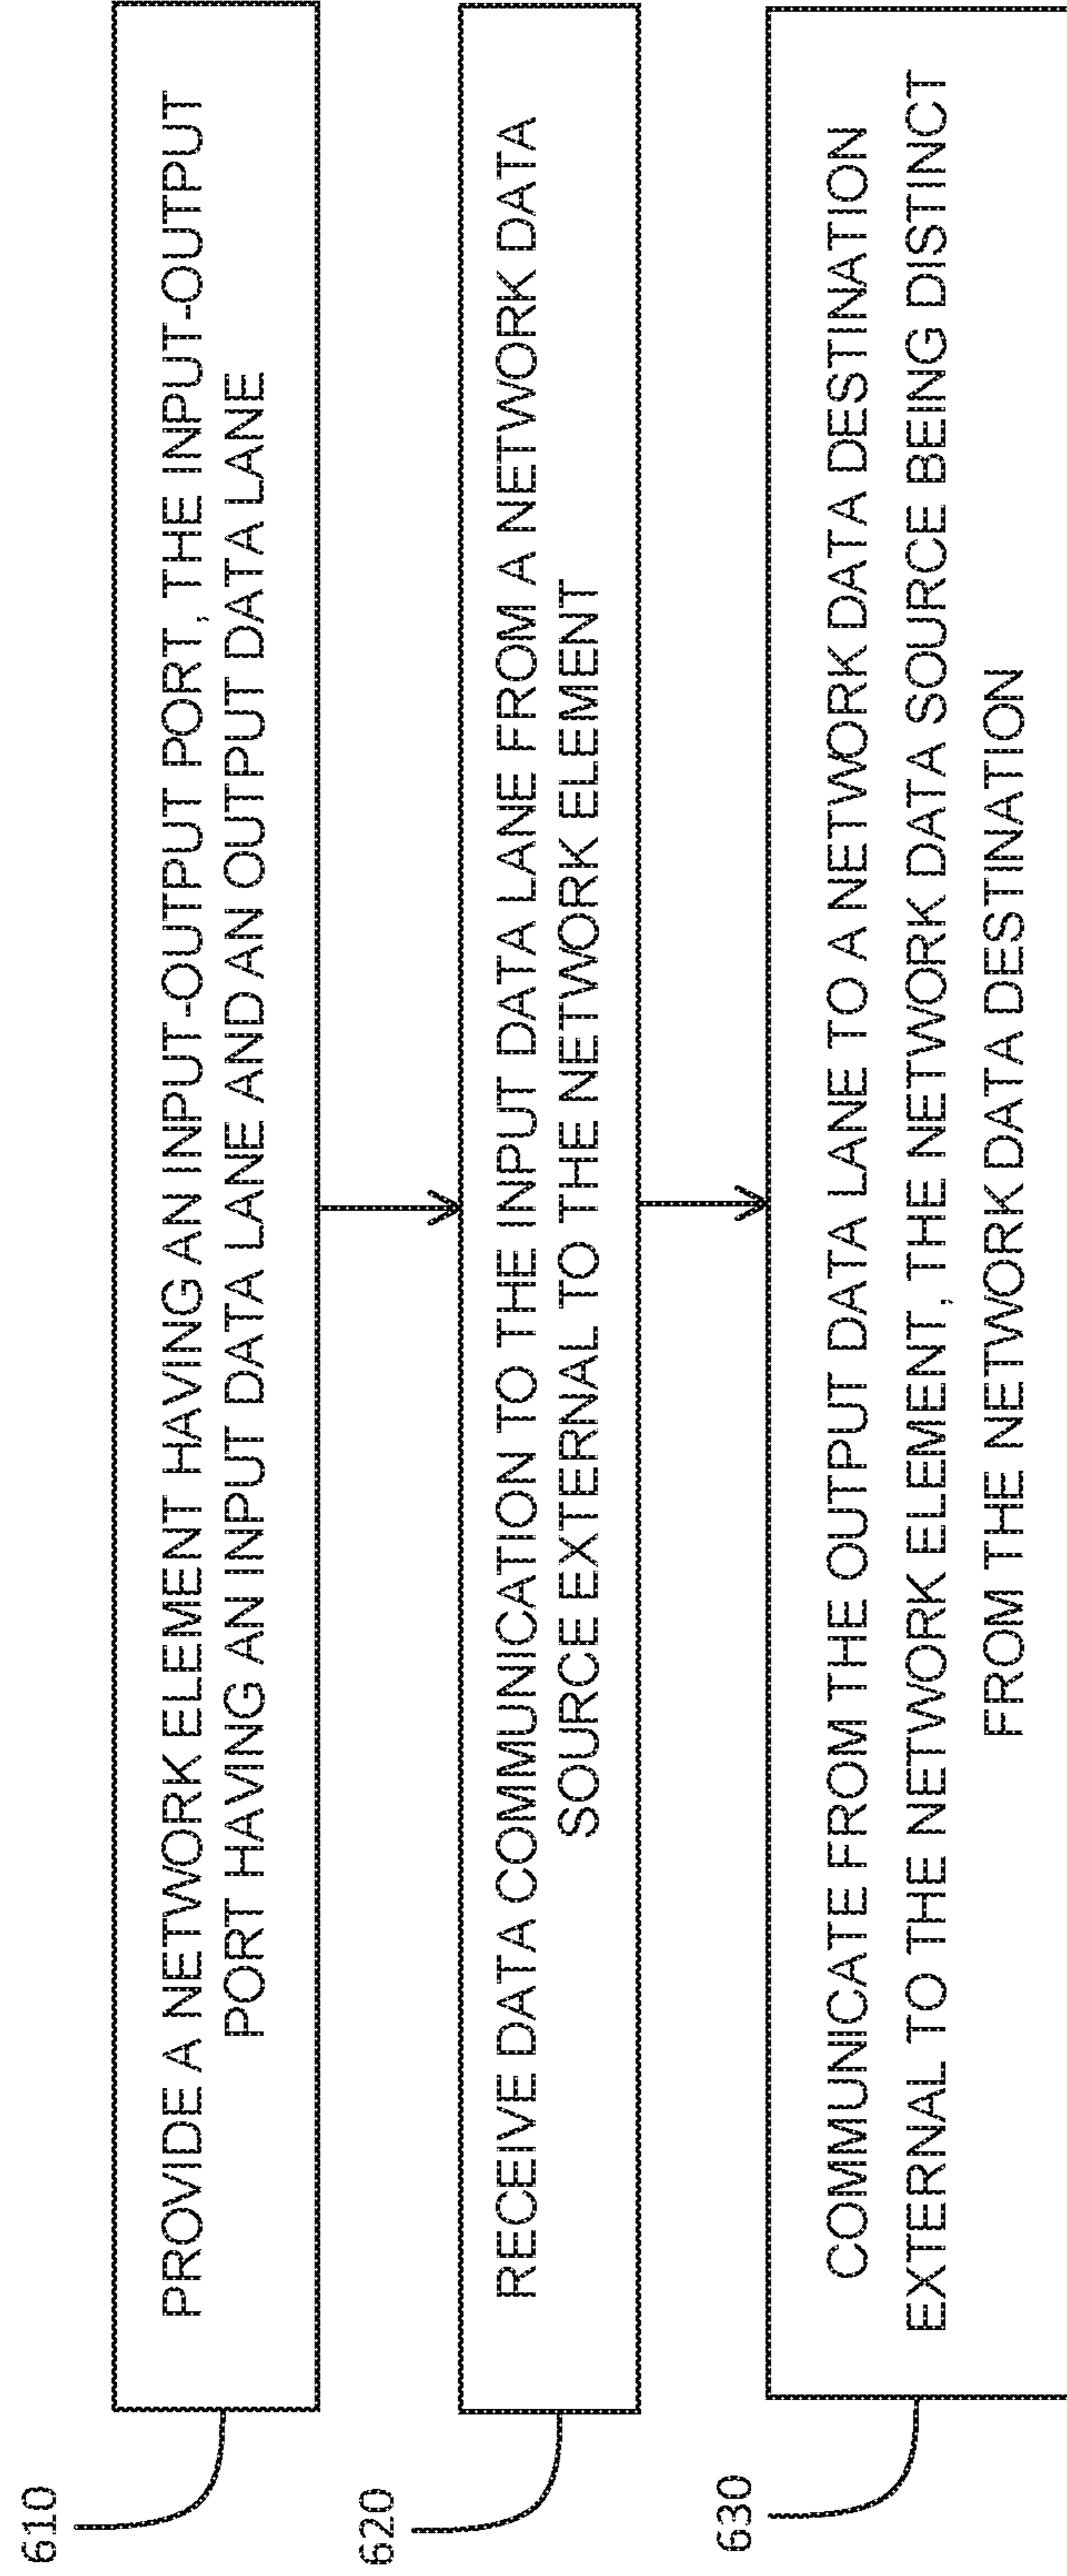 610
PROVIDE A NETWORK ELEMENT HAVING AN INPUT-OUTPUT PORT, THE INPUT-OUTPUT
PORT HAVING AN INPUT DATA LANE AND AN OUTPUT DATA LANE
620
RECEIVE DATA COMMUNICATION TO THE INPUT DATA LANE FROM A NETWORK DATA
SOURCE EXTERNAL TO THE NETWORK ELEMENT
630
COMMUNICATE FROM THE OUTPUT DATA LANE TO A NETWORK DATA DESTINATION
EXTERNAL TO THE NETWORK ELEMENT, THE NETWORK DATA SOURCE BEING DISTINCT
FROM THE NETWORK DATA DESTINATION